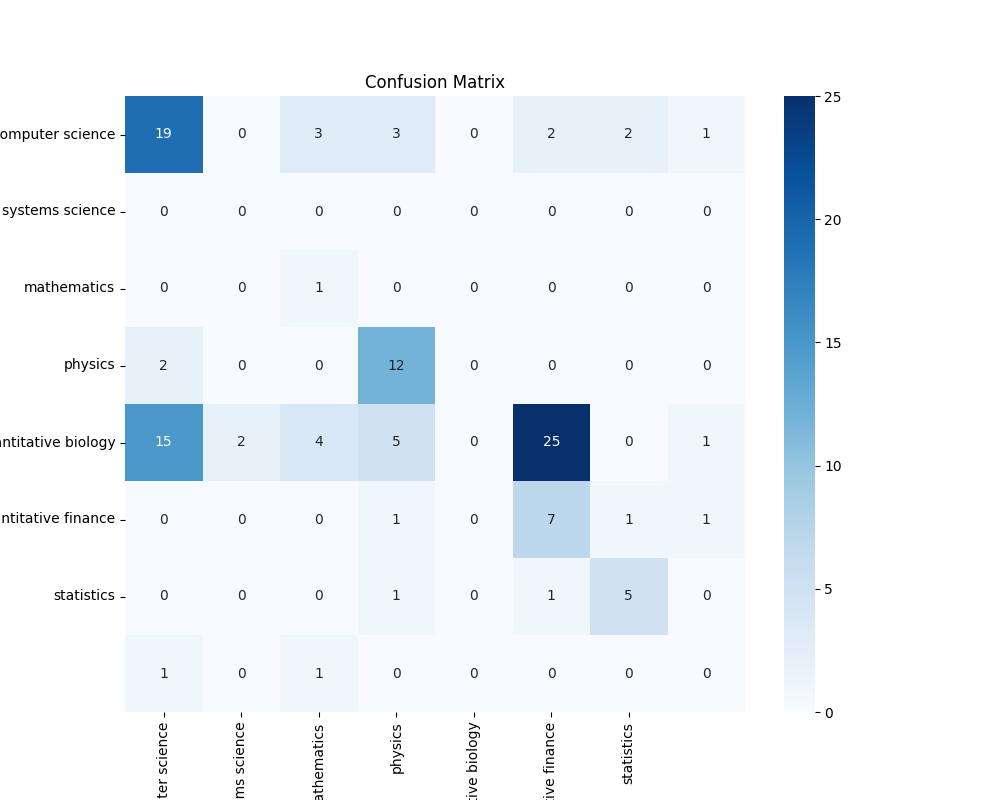 Confusion Matrix
omputer science 19 0 3 3 0 2 2 1
systems science 0 0 0 0 0 0 0 0
mathematics 0 0 1 0 0 0 0 0
physics 2 0 0 12 0 0 0 0
ntitative biology 15 2 4 5 0 25 0 1
ntitative finance 0 0 0 1 0 7 1 1
statistics 0 0 0 1 0 1 5 0
1 0 1 0 0 0 0 0
ter science
ms science
athematics
physics
tive biology
tive finance
statistics
25
20
15
10
5
0